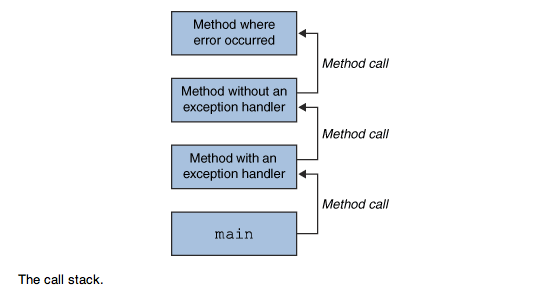 Method where
error occurred
Method call
Method without an
exception handler
Method call
Method with an
exception handler
Method call
main
The call stack.